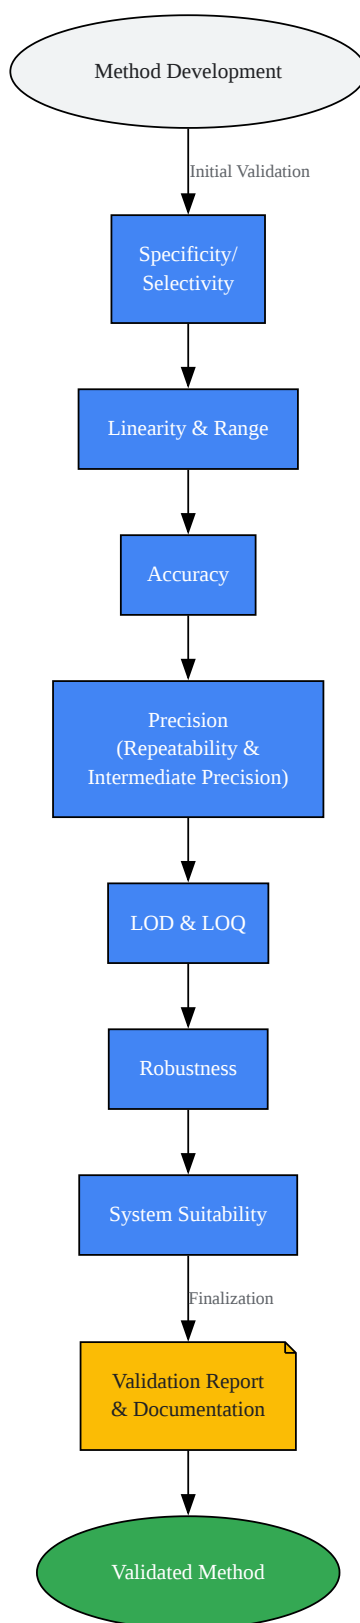 Method Development
Initial Validation
Specificity/
Selectivity
Linearity & Range
Accuracy
Precision
(Repeatability &
Intermediate Precision)
LOD & LOQ
Robustness
System Suitability
Finalization
Validation Report
& Documentation
Validated Method